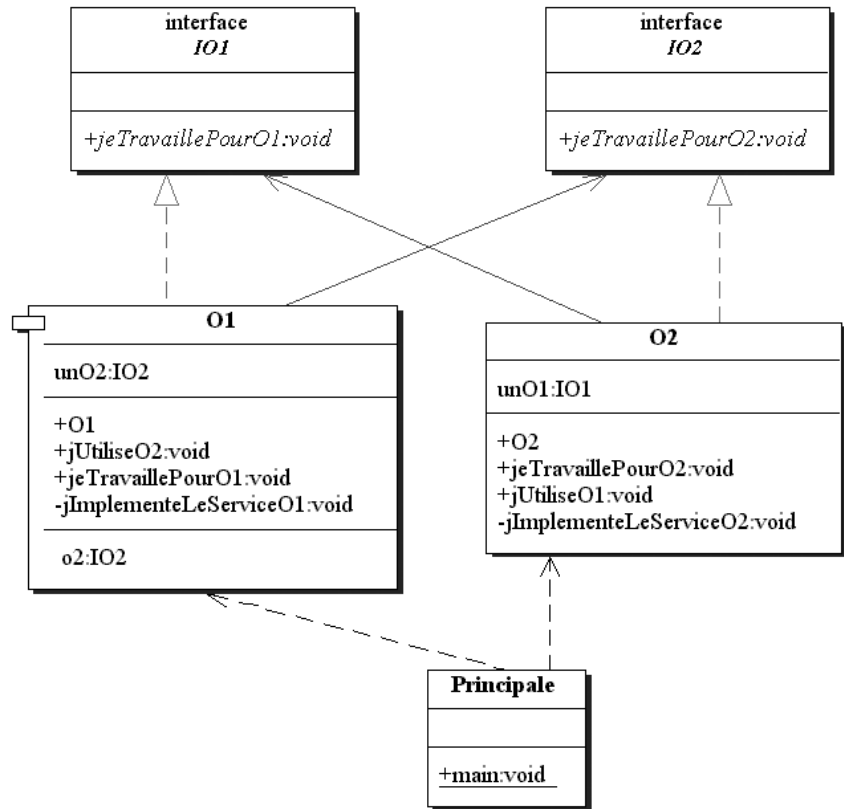 interface
IO1
+jeTravaillePourO1:void
interface
IO2
+jeTravaillePourO2:void
O1
unO2:IO2
+O1
+jUtiliseO2:void
+jeTravaillePourO1:void
-jImplementeLeServiceO1:void
o2:IO2
O2
unO1:IO1
+O2
+jeTravaillePourO2:void
+jUtiliseO1:void
-jImplementeLeServiceO2:void
Principale
+main:void